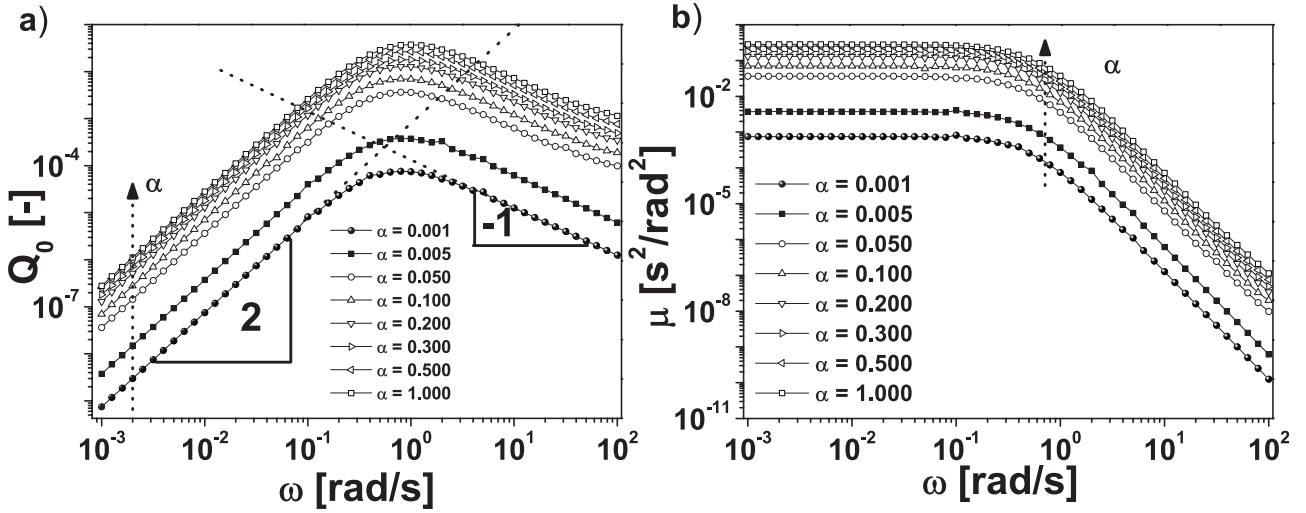 a)
Q₀ [-]
10⁻⁴
10⁻⁷
α
2
-1
α = 0.001
α = 0.005
α = 0.050
α = 0.100
α = 0.200
α = 0.300
α = 0.500
α = 1.000
10⁻³ 10⁻² 10⁻¹ 10⁰ 10¹ 10²
ω [rad/s]
b)
μ [s²/rad²]
10⁻²
10⁻⁵
10⁻⁸
10⁻¹¹
α
α = 0.001
α = 0.005
α = 0.050
α = 0.100
α = 0.200
α = 0.300
α = 0.500
α = 1.000
10⁻³ 10⁻² 10⁻¹ 10⁰ 10¹ 10²
ω [rad/s]